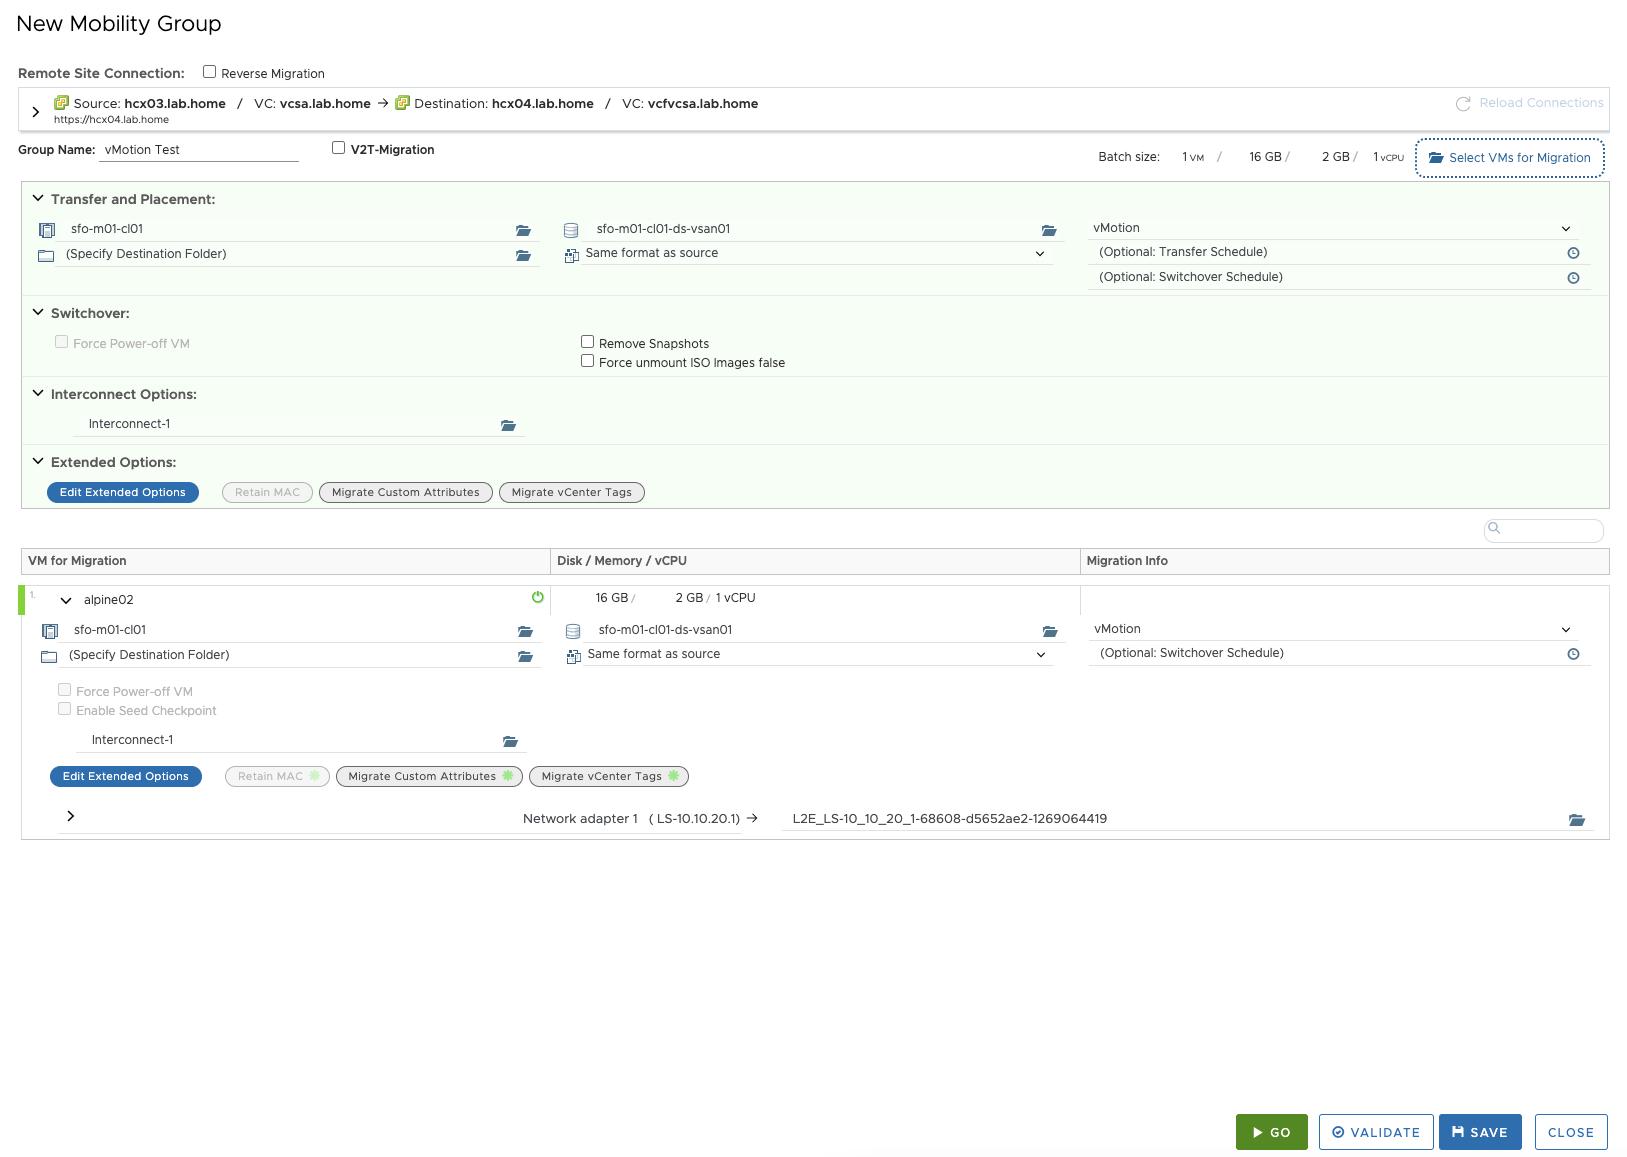 New Mobility Group
Remote Site Connection: Reverse Migration
Source: hcx03.lab.home / VC: vcsa.lab.home → Destination: hcx04.lab.home / VC: vcfvcsa.lab.home
Reload Connections
https://hcx04.lab.home
Group Name: vMotion Test V2T-Migration
Batch size: 1 VM / 16 GB / 2 GB / 1 vCPU Select VMs for Migration
Transfer and Placement:
sfo-m01-cl01 sfo-m01-cl01-ds-vsan01 vMotion
(Specify Destination Folder) Same format as source (Optional: Transfer Schedule)
(Optional: Switchover Schedule)
Switchover:
Force Power-off VM Remove Snapshots
Force unmount ISO Images false
Interconnect Options:
Interconnect-1
Extended Options:
Edit Extended Options Retain MAC Migrate Custom Attributes Migrate vCenter Tags
VM for Migration Disk / Memory / vCPU Migration Info
1. alpine02 16 GB / 2 GB / 1 vCPU
sfo-m01-cl01 sfo-m01-cl01-ds-vsan01 vMotion
(Specify Destination Folder) Same format as source (Optional: Switchover Schedule)
Force Power-off VM
Enable Seed Checkpoint
Interconnect-1
Edit Extended Options Retain MAC Migrate Custom Attributes Migrate vCenter Tags
Network adapter 1 ( LS-10.10.20.1) → L2E_LS-10_10_20_1-68608-d5652ae2-1269064419
GO VALIDATE SAVE CLOSE